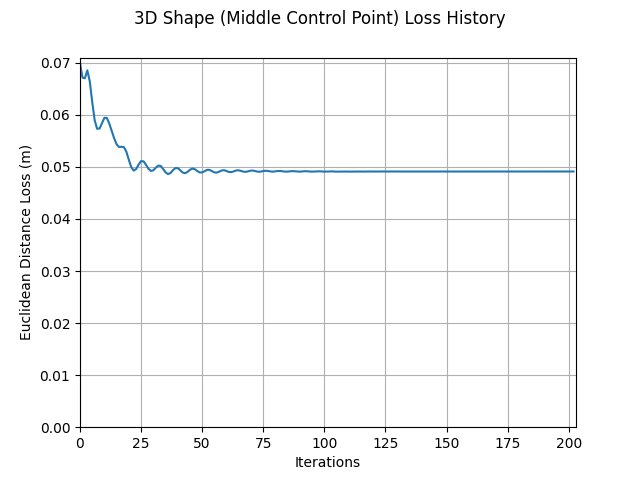 3D Shape (Middle Control Point) Loss History
Euclidean Distance Loss (m)
0.07
0.06
0.05
0.04
0.03
0.02
0.01
0.00
0 25 50 75 100 125 150 175 200
Iterations